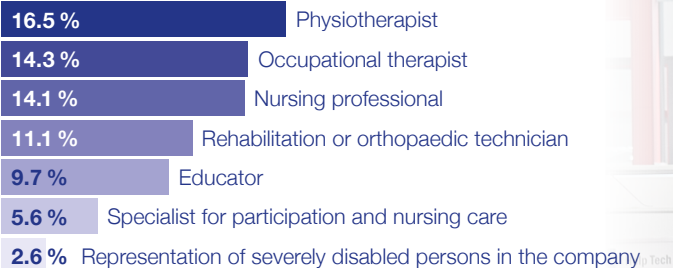 16.5 % Physiotherapist
14.3 % Occupational therapist
14.1 % Nursing professional
11.1 % Rehabilitation or orthopaedic technician
9.7 % Educator
5.6 % Specialist for participation and nursing care
2.6 % Representation of severely disabled persons in the company
Tech